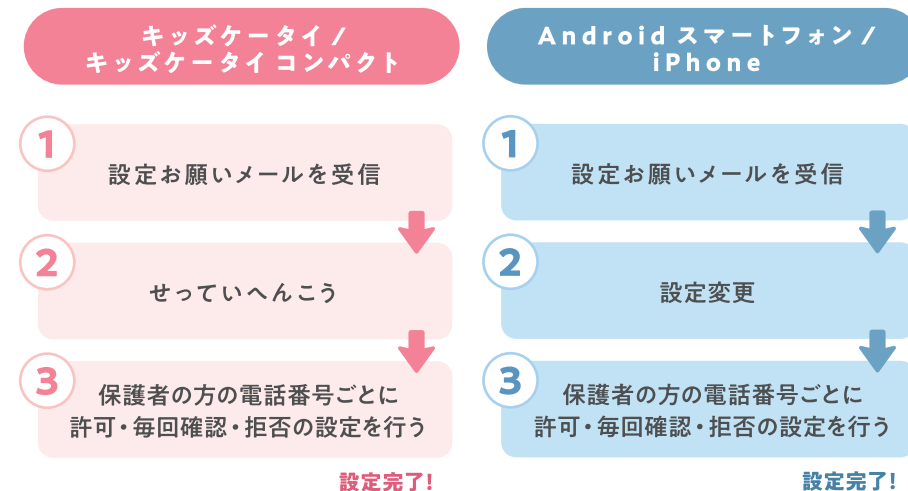 キッズケータイ /
キッズケータイ コンパクト
1
設定お願いメールを受信
2
せっていへんこう
3
保護者の方の電話番号ごとに
許可・毎回確認・拒否の設定を行う
設定完了!
Android スマートフォン /
iPhone
1
設定お願いメールを受信
2
設定変更
3
保護者の方の電話番号ごとに
許可・毎回確認・拒否の設定を行う
設定完了!